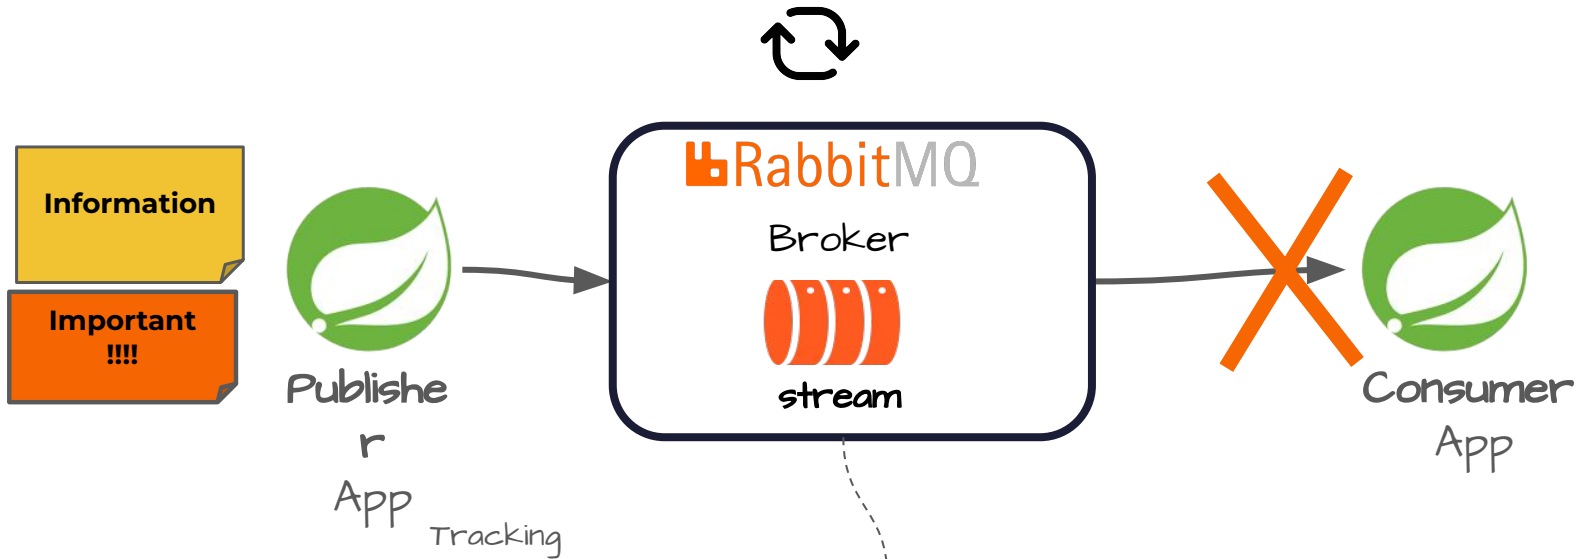 RabbitMQ
Information
Important
!!!!
Broker
stream
Publishe
r
App
Consumer
App
Tracking